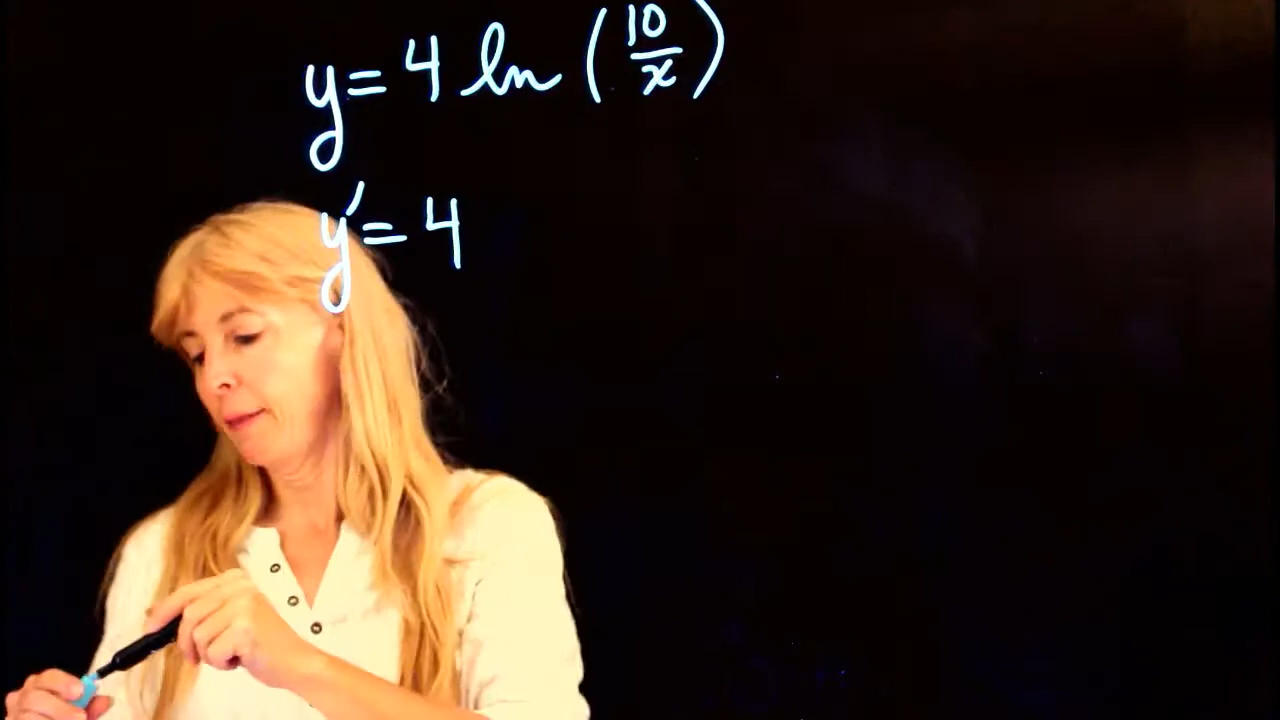 y = 4 ln (10/x)
y' = 4